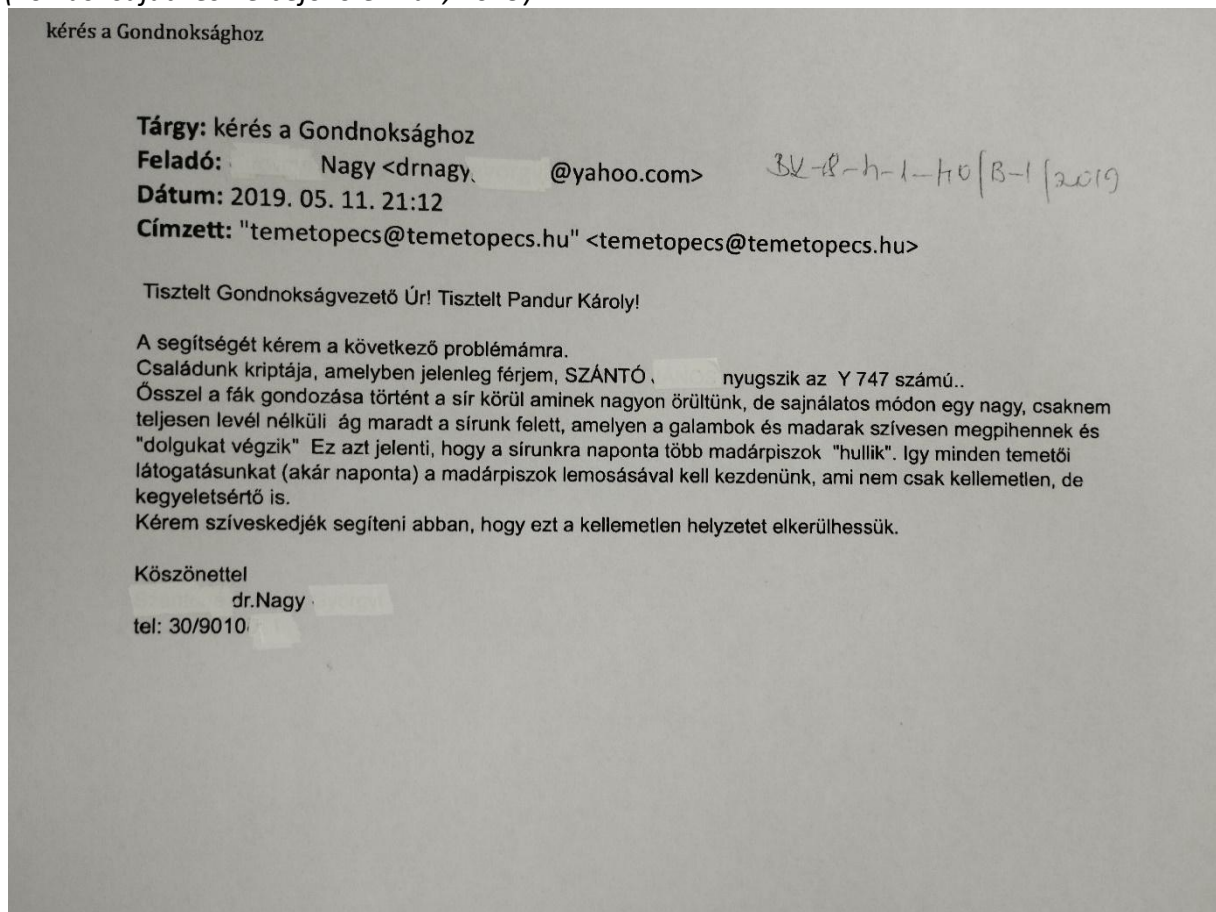 kérés a Gondnoksághoz
Tárgy: kérés a Gondnoksághoz
Feladó: Nagy <drnagy @yahoo.com>
Dátum: 2019. 05. 11. 21:12
Címzett: "temetopecs@temetopecs.hu" <temetopecs@temetopecs.hu>
Tisztelt Gondnokságvezető Úr! Tisztelt Pandur Károly!
A segítségét kérem a következő problémámra.
Családunk kriptája, amelyben jelenleg férjem, SZÁNTÓ nyugszik az Y 747 számú..
Ősszel a fák gondozása történt a sír körül aminek nagyon örültünk, de sajnálatos módon egy nagy, csaknem
teljesen levél nélküli ág maradt a sírunk felett, amelyen a galambok és madarak szívesen megpihennek és
"dolgukat végzik" Ez azt jelenti, hogy a sírunkra naponta több madárpiszok "hullik". Igy minden temetői
látogatásunkat (akár naponta) a madárpiszok lemosásával kell kezdenünk, ami nem csak kellemetlen, de
kegyeletsértő is.
Kérem szíveskedjék segíteni abban, hogy ezt a kellemetlen helyzetet elkerülhessük.
Köszönettel
dr.Nagy
tel: 30/9010